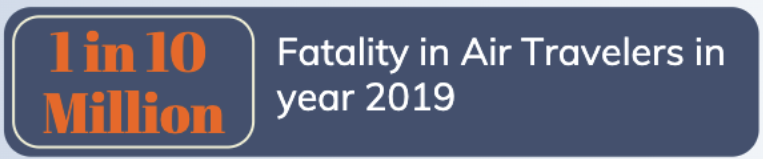 1 in 10
Million
Fatality in Air Travelers in
year 2019